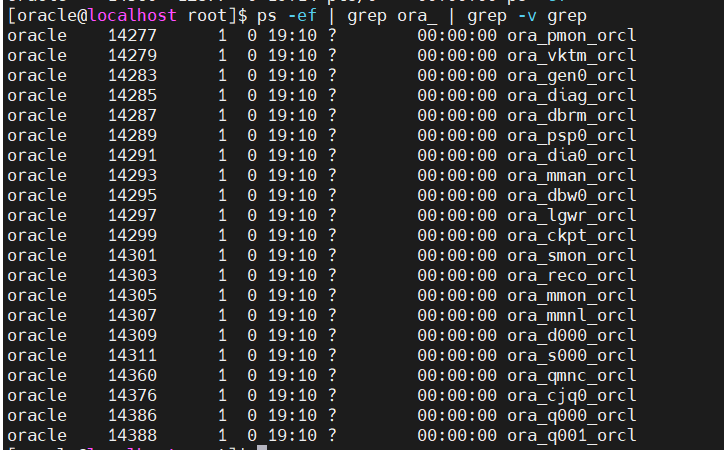 [oracle@localhost root]$ ps -ef | grep ora_ | grep -v grep
oracle 14277 1 0 19:10 ? 00:00:00 ora_pmon_orcl
oracle 14279 1 0 19:10 ? 00:00:00 ora_vktm_orcl
oracle 14283 1 0 19:10 ? 00:00:00 ora_gen0_orcl
oracle 14285 1 0 19:10 ? 00:00:00 ora_diag_orcl
oracle 14287 1 0 19:10 ? 00:00:00 ora_dbrm_orcl
oracle 14289 1 0 19:10 ? 00:00:00 ora_psp0_orcl
oracle 14291 1 0 19:10 ? 00:00:00 ora_dia0_orcl
oracle 14293 1 0 19:10 ? 00:00:00 ora_mman_orcl
oracle 14295 1 0 19:10 ? 00:00:00 ora_dbw0_orcl
oracle 14297 1 0 19:10 ? 00:00:00 ora_lgwr_orcl
oracle 14299 1 0 19:10 ? 00:00:00 ora_ckpt_orcl
oracle 14301 1 0 19:10 ? 00:00:00 ora_smon_orcl
oracle 14303 1 0 19:10 ? 00:00:00 ora_reco_orcl
oracle 14305 1 0 19:10 ? 00:00:00 ora_mmon_orcl
oracle 14307 1 0 19:10 ? 00:00:00 ora_mmnl_orcl
oracle 14309 1 0 19:10 ? 00:00:00 ora_d000_orcl
oracle 14311 1 0 19:10 ? 00:00:00 ora_s000_orcl
oracle 14360 1 0 19:10 ? 00:00:00 ora_qmnc_orcl
oracle 14376 1 0 19:10 ? 00:00:00 ora_cjq0_orcl
oracle 14386 1 0 19:10 ? 00:00:00 ora_q000_orcl
oracle 14388 1 0 19:10 ? 00:00:00 ora_q001_orcl